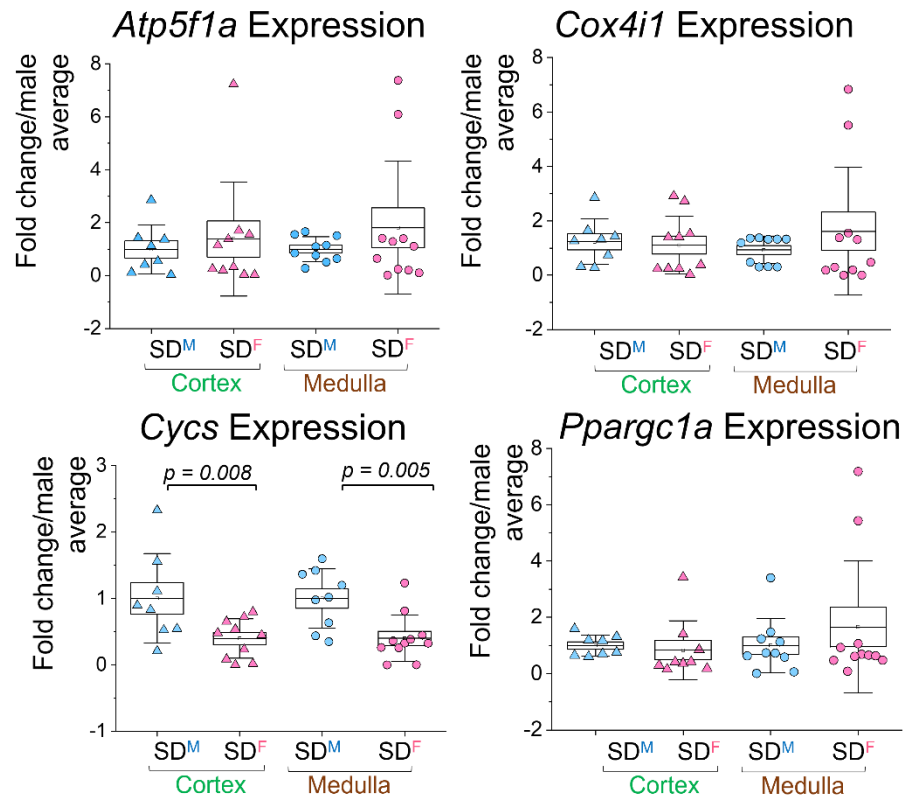 Atp5f1a Expression
Fold change/male
average
8
6
4
2
0
-2
SDᴹ SDꟳ SDᴹ SDꟳ
Cortex Medulla
Cox4i1 Expression
Fold change/male
average
8
6
4
2
0
-2
SDᴹ SDꟳ SDᴹ SDꟳ
Cortex Medulla
Cycs Expression
Fold change/male
average
3
2
1
0
-1
p = 0.008 p = 0.005
SDᴹ SDꟳ SDᴹ SDꟳ
Cortex Medulla
Ppargc1a Expression
Fold change/male
average
8
6
4
2
0
-2
SDᴹ SDꟳ SDᴹ SDꟳ
Cortex Medulla